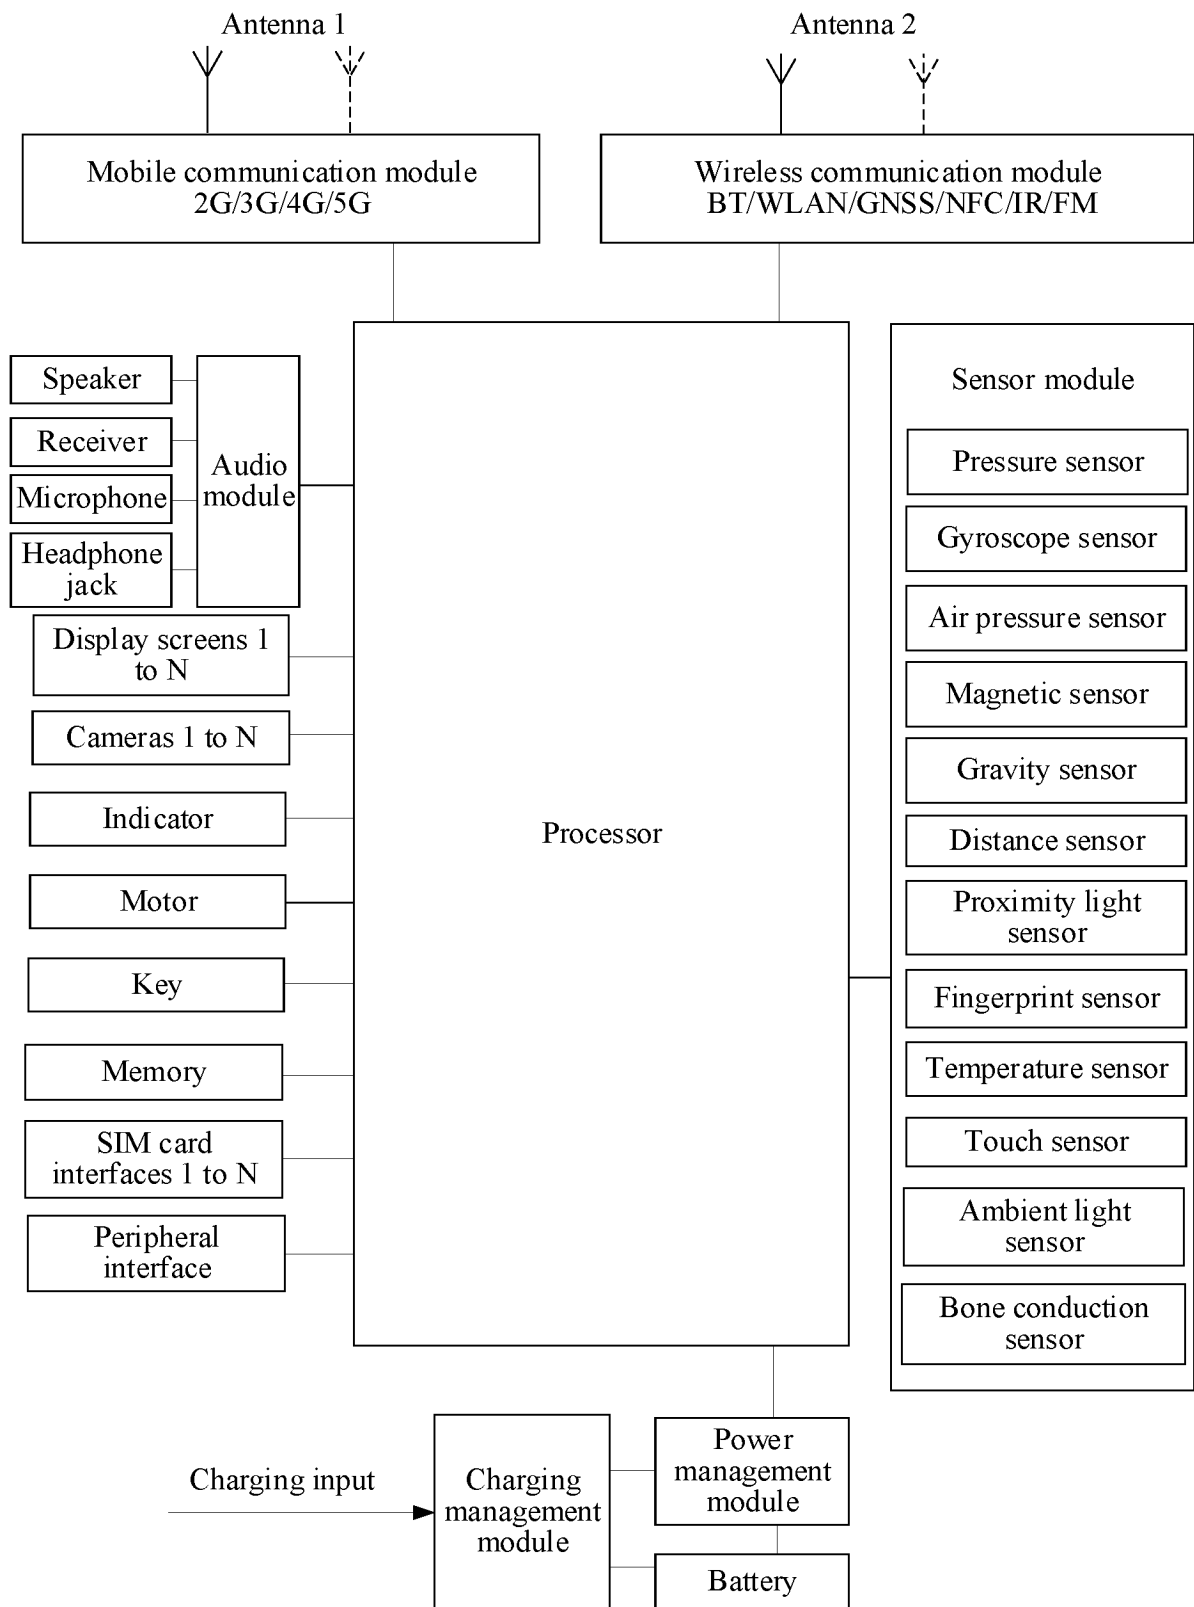 Antenna 1
Antenna 2
Mobile communication module
2G/3G/4G/5G
Wireless communication module
BT/WLAN/GNSS/NFC/IR/FM
Speaker
Receiver
Microphone
Headphone
jack
Audio
module
Display screens 1
to N
Cameras 1 to N
Indicator
Motor
Key
Memory
SIM card
interfaces 1 to N
Peripheral
interface
Processor
Sensor module
Pressure sensor
Gyroscope sensor
Air pressure sensor
Magnetic sensor
Gravity sensor
Distance sensor
Proximity light
sensor
Fingerprint sensor
Temperature sensor
Touch sensor
Ambient light
sensor
Bone conduction
sensor
Charging input
Charging
management
module
Power
management
module
Battery